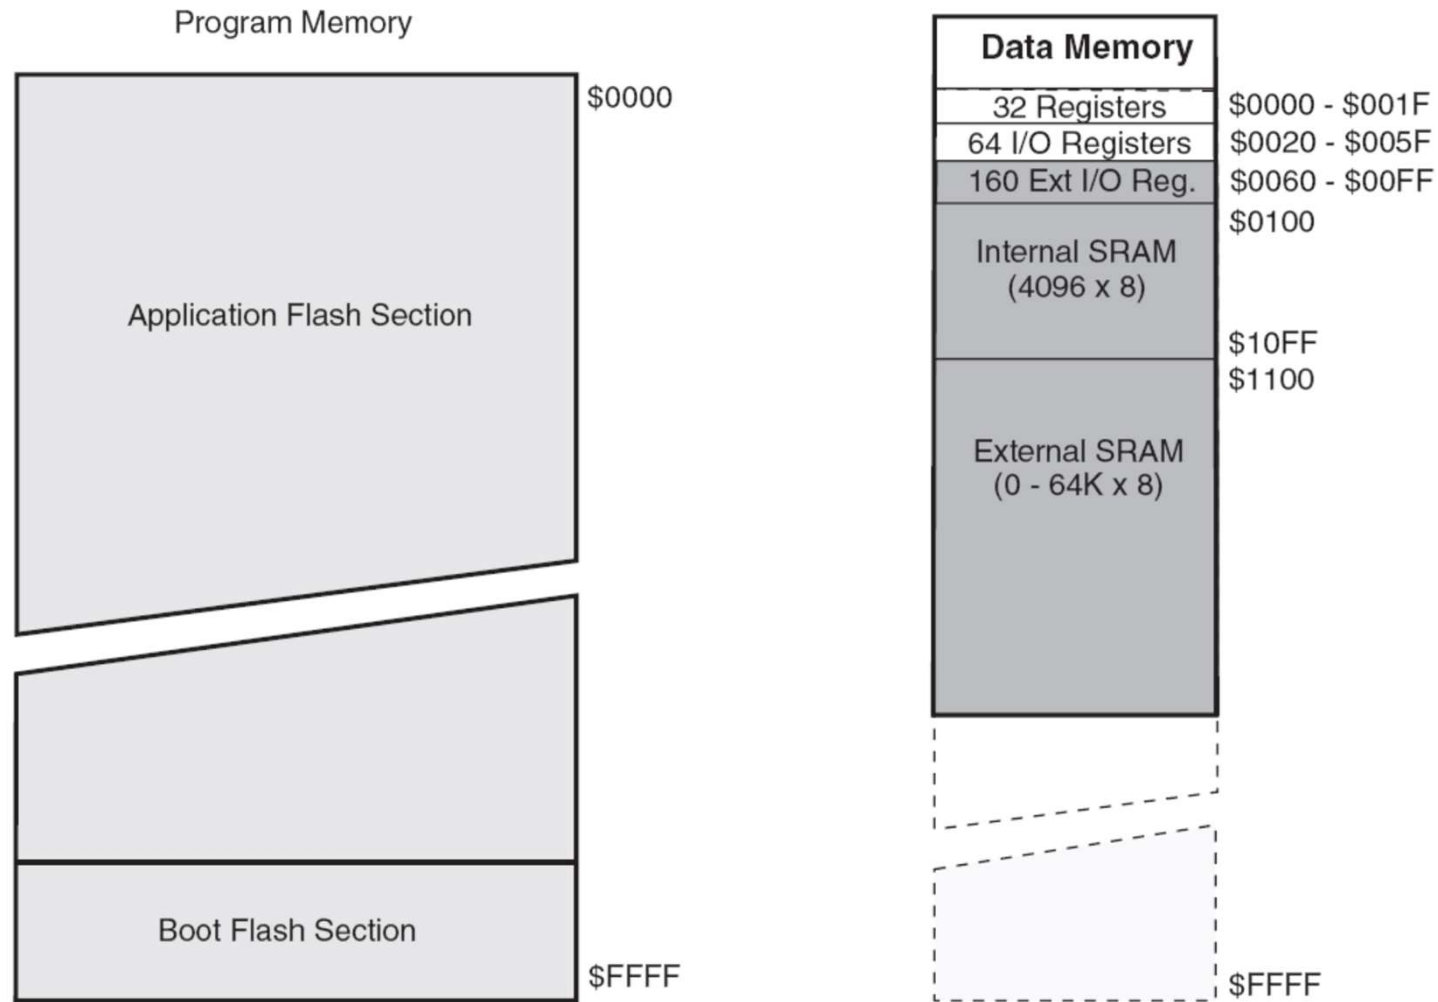 Program Memory
$0000
Application Flash Section
Boot Flash Section
$FFFF
Data Memory
32 Registers
$0000 - $001F
64 I/O Registers
$0020 - $005F
160 Ext I/O Reg.
$0060 - $00FF
$0100
Internal SRAM
(4096 x 8)
$10FF
$1100
External SRAM
(0 - 64K x 8)
$FFFF